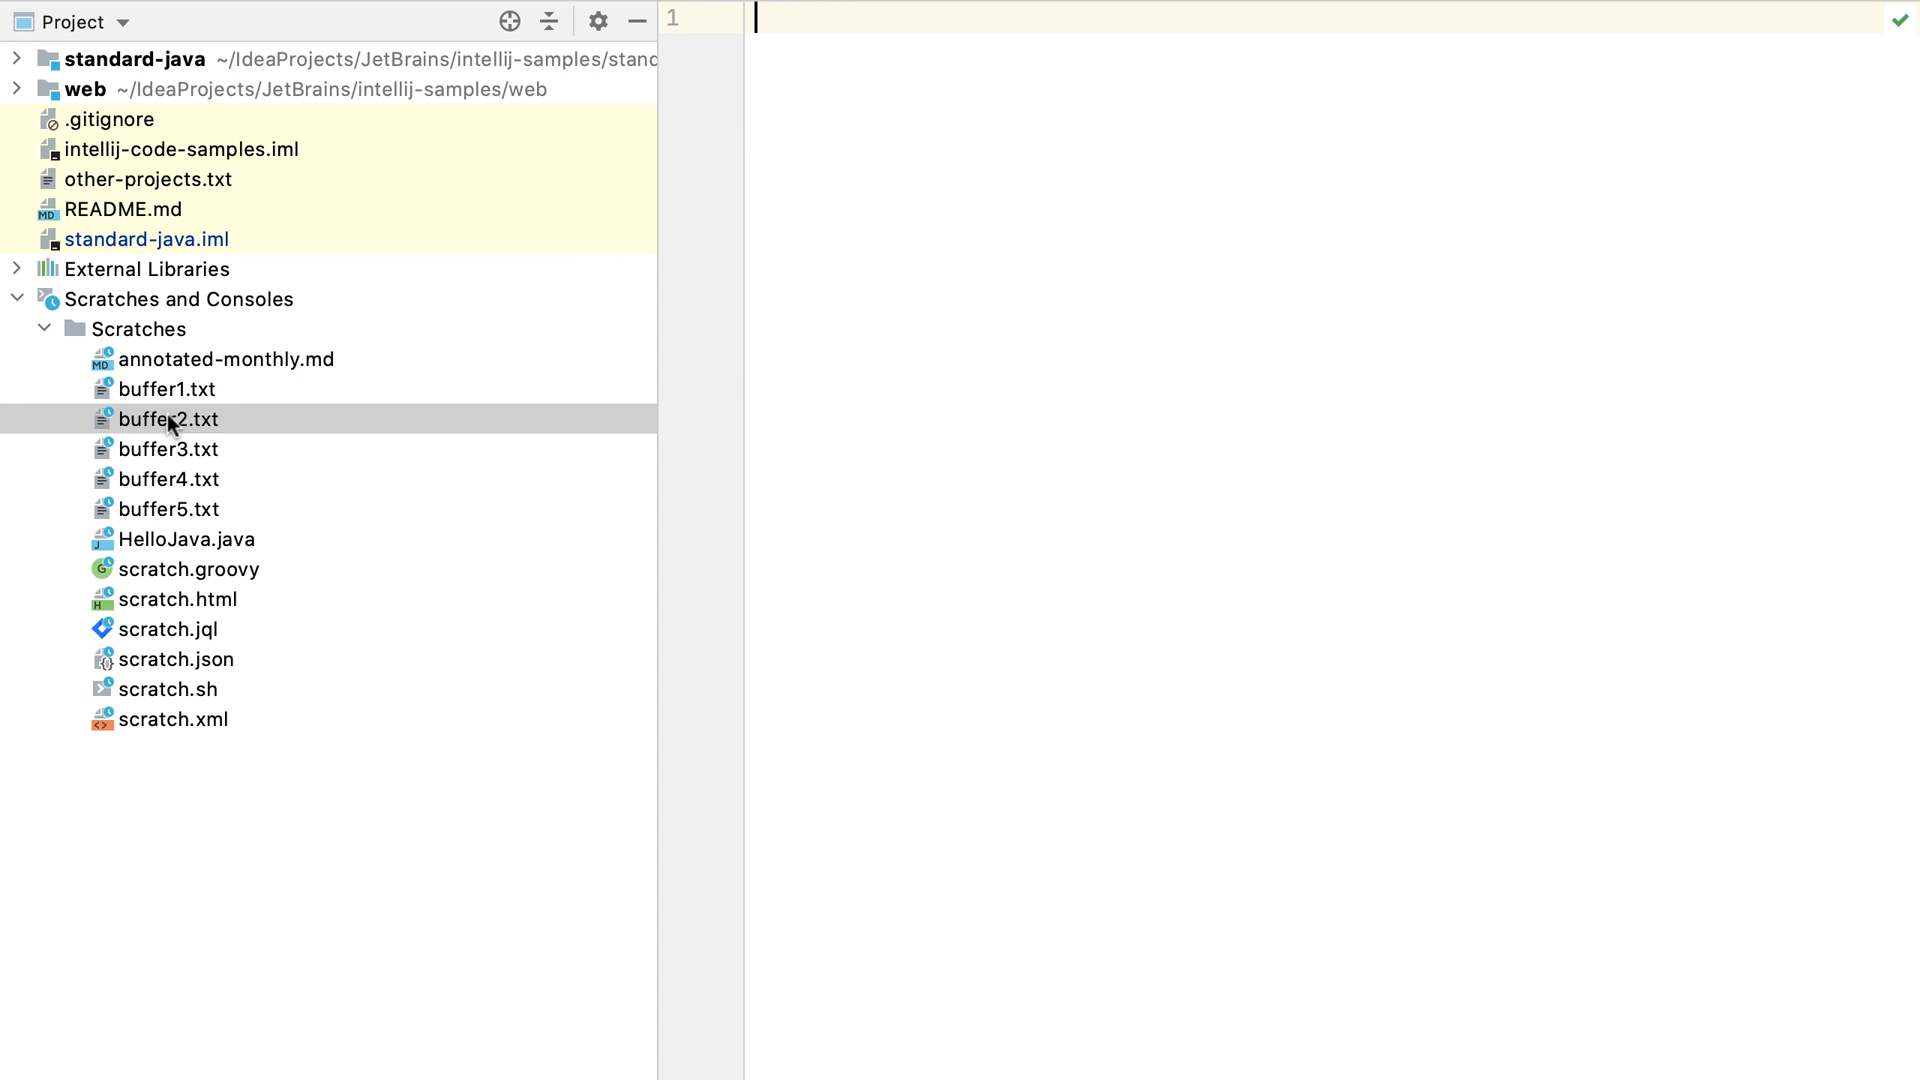 Project
standard-java ~/IdeaProjects/JetBrains/intellij-samples/stand
web ~/IdeaProjects/JetBrains/intellij-samples/web
.gitignore
intellij-code-samples.iml
other-projects.txt
MD README.md
standard-java.iml
External Libraries
Scratches and Consoles
Scratches
MD annotated-monthly.md
buffer1.txt
buffer2.txt
buffer3.txt
buffer4.txt
buffer5.txt
J HelloJava.java
G scratch.groovy
H scratch.html
scratch.jql
{} scratch.json
scratch.sh
<> scratch.xml
1